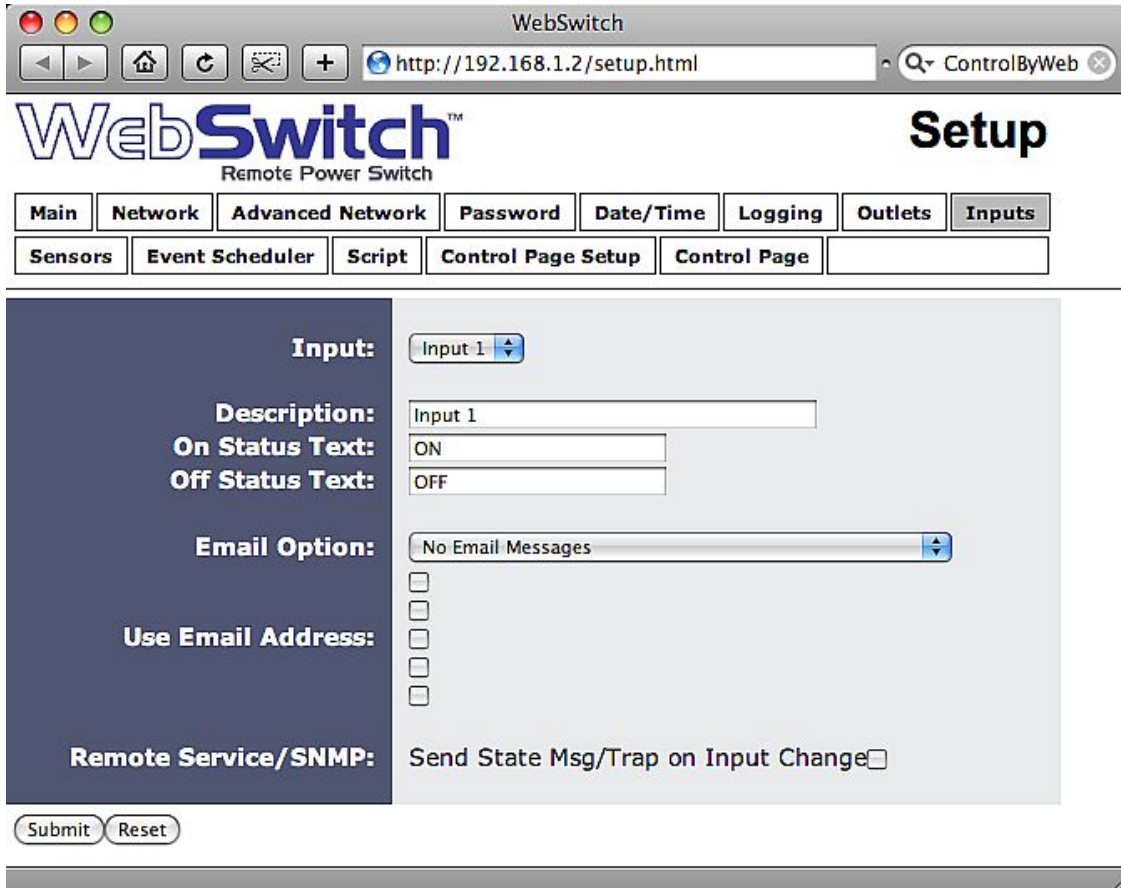 WebSwitch
http://192.168.1.2/setup.html
ControlByWeb
WebSwitch™
Remote Power Switch
Setup
Main Network Advanced Network Password Date/Time Logging Outlets Inputs
Sensors Event Scheduler Script Control Page Setup Control Page
Input: Input 1
Description: Input 1
On Status Text: ON
Off Status Text: OFF
Email Option: No Email Messages
Use Email Address:
Remote Service/SNMP: Send State Msg/Trap on Input Change
Submit Reset